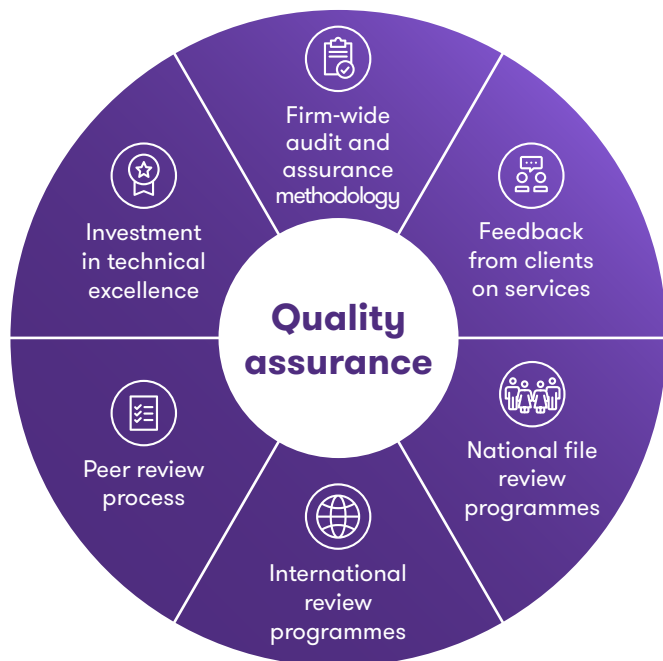 Firm-wide
audit and
assurance
methodology
Feedback
from clients
on services
National file
review
programmes
International
review
programmes
Peer review
process
Investment
in technical
excellence
Quality
assurance